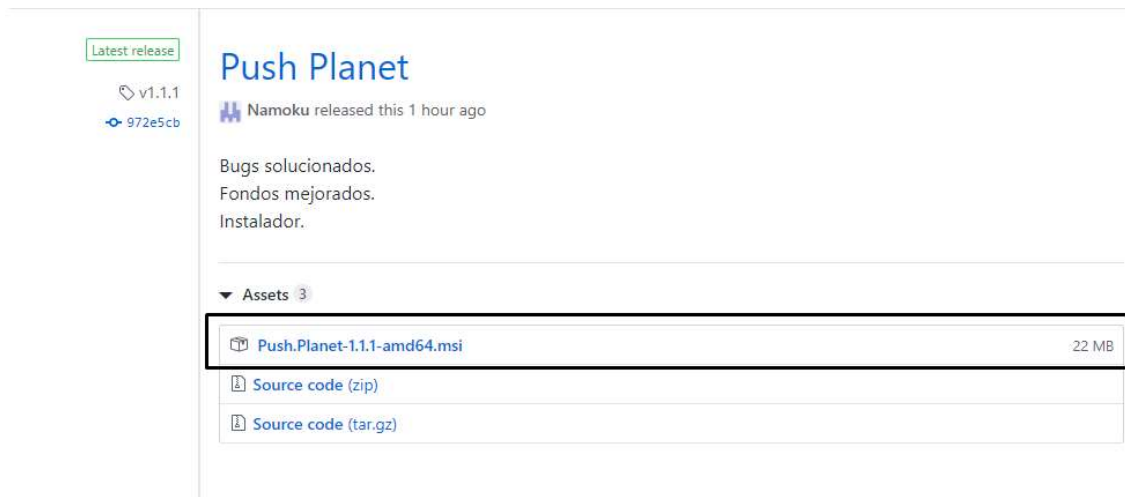 Latest release
v1.1.1
972e5cb
Push Planet
Namoku released this 1 hour ago
Bugs solucionados.
Fondos mejorados.
Instalador.
Assets 3
Push.Planet-1.1.1-amd64.msi 22 MB
Source code (zip)
Source code (tar.gz)